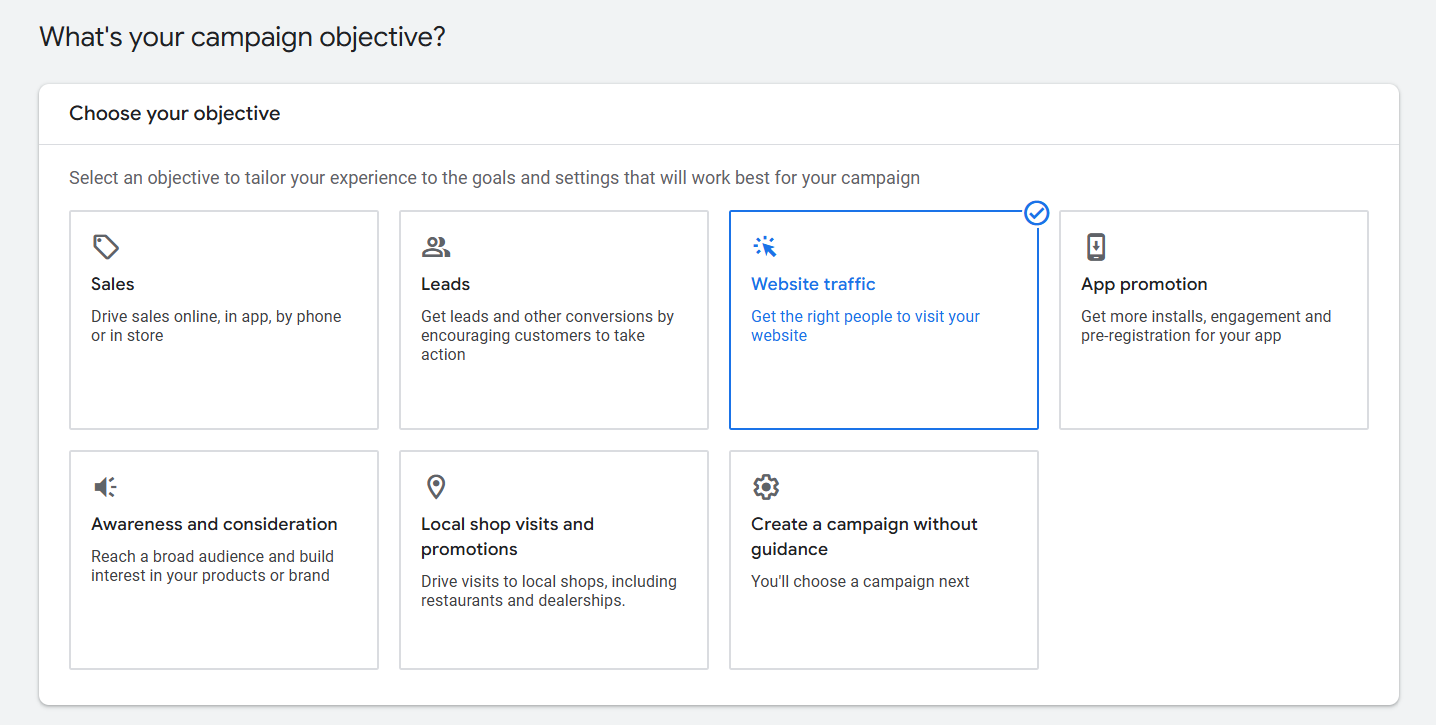 What's your campaign objective?
Choose your objective
Select an objective to tailor your experience to the goals and settings that will work best for your campaign
Sales
Drive sales online, in app, by phone
or in store
Leads
Get leads and other conversions by
encouraging customers to take
action
Website traffic
Get the right people to visit your
website
App promotion
Get more installs, engagement and
pre-registration for your app
Awareness and consideration
Reach a broad audience and build
interest in your products or brand
Local shop visits and
promotions
Drive visits to local shops, including
restaurants and dealerships.
Create a campaign without
guidance
You'll choose a campaign next